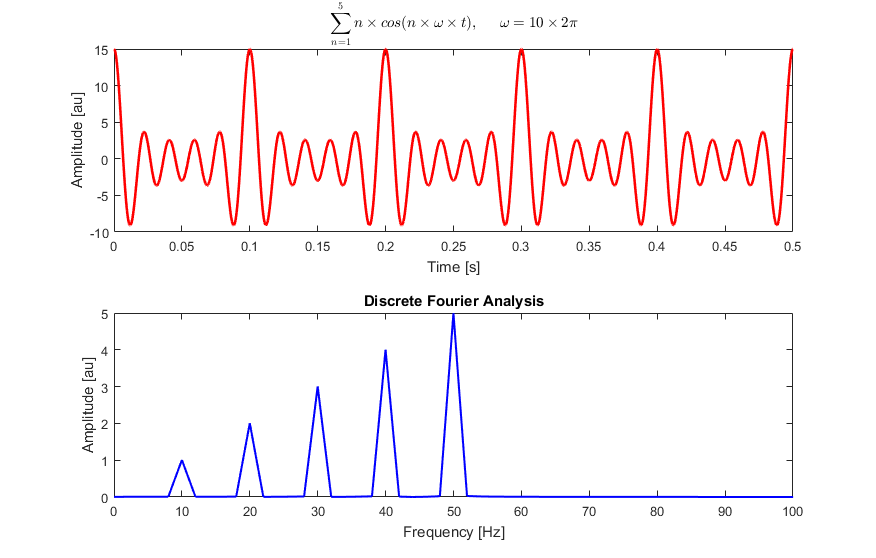 5
∑ n × cos(n × ω × t),   ω = 10 × 2π
n=1
15
10
5
0
-5
-10
Amplitude [au]
0 0.05 0.1 0.15 0.2 0.25 0.3 0.35 0.4 0.45 0.5
Time [s]
Discrete Fourier Analysis
5
4
3
2
1
0
Amplitude [au]
0 10 20 30 40 50 60 70 80 90 100
Frequency [Hz]